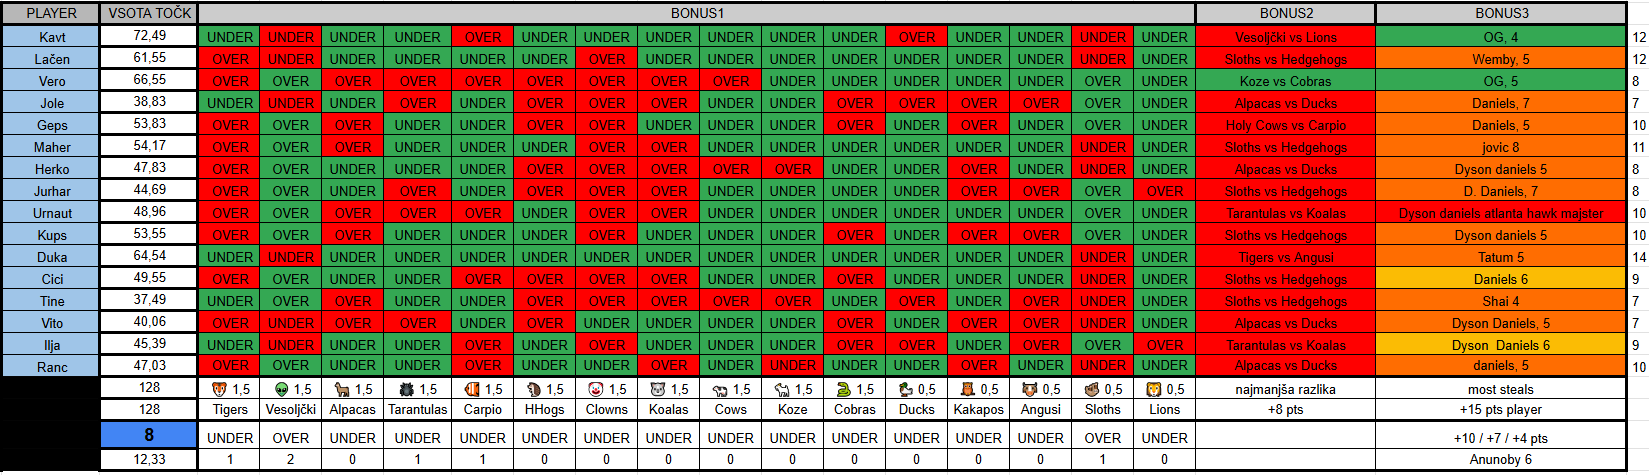 PLAYER VSOTA TOČK BONUS1 BONUS2 BONUS3
Kavt 72,49 UNDER UNDER UNDER UNDER OVER UNDER UNDER UNDER UNDER UNDER UNDER OVER UNDER UNDER UNDER UNDER Vesoljčki vs Lions OG, 4 12
Lačen 61,55 OVER UNDER UNDER UNDER UNDER UNDER OVER UNDER UNDER UNDER UNDER UNDER UNDER UNDER UNDER UNDER Sloths vs Hedgehogs Wemby, 5 12
Vero 66,55 OVER OVER OVER OVER OVER OVER OVER OVER OVER UNDER UNDER UNDER UNDER UNDER OVER UNDER Koze vs Cobras OG, 5 8
Jole 38,83 UNDER UNDER UNDER OVER UNDER OVER OVER OVER UNDER UNDER OVER OVER OVER OVER OVER UNDER Alpacas vs Ducks Daniels, 7 7
Geps 53,83 OVER OVER OVER UNDER UNDER OVER OVER UNDER UNDER UNDER OVER UNDER OVER UNDER OVER UNDER Holy Cows vs Carpio Daniels, 5 10
Maher 54,17 OVER OVER OVER UNDER UNDER UNDER OVER OVER UNDER UNDER UNDER UNDER UNDER UNDER UNDER UNDER Sloths vs Hedgehogs jovic 8 11
Herko 47,83 OVER OVER UNDER UNDER UNDER OVER OVER OVER OVER OVER UNDER UNDER OVER UNDER UNDER UNDER Alpacas vs Ducks Dyson daniels 5 8
Jurhar 44,69 OVER OVER UNDER OVER UNDER OVER OVER OVER UNDER UNDER UNDER UNDER OVER OVER OVER OVER Sloths vs Hedgehogs D. Daniels, 7 8
Urnaut 48,96 OVER OVER OVER OVER OVER UNDER OVER OVER UNDER UNDER UNDER UNDER UNDER UNDER OVER UNDER Tarantulas vs Koalas Dyson daniels atlanta hawk majster 10
Kups 53,55 OVER OVER OVER UNDER UNDER UNDER OVER OVER UNDER UNDER OVER UNDER OVER UNDER OVER UNDER Sloths vs Hedgehogs Dyson daniels 5 10
Duka 64,54 UNDER UNDER UNDER UNDER UNDER UNDER UNDER UNDER UNDER UNDER UNDER UNDER UNDER UNDER UNDER UNDER Tigers vs Angusi Tatum 5 14
Cici 49,55 OVER OVER UNDER UNDER OVER OVER OVER OVER UNDER UNDER OVER UNDER UNDER UNDER UNDER UNDER Sloths vs Hedgehogs Daniels 6 9
Tine 37,49 UNDER OVER OVER UNDER UNDER OVER OVER OVER OVER OVER UNDER OVER UNDER OVER UNDER UNDER Sloths vs Hedgehogs Shai 4 7
Vito 40,06 OVER UNDER OVER OVER UNDER OVER UNDER UNDER UNDER UNDER OVER UNDER OVER OVER UNDER UNDER Alpacas vs Ducks Dyson Daniels, 5 7
Ilja 45,39 UNDER UNDER UNDER UNDER OVER UNDER OVER UNDER UNDER UNDER OVER OVER OVER UNDER OVER OVER Tarantulas vs Koalas Dyson Daniels 6 9
Ranc 47,03 OVER OVER UNDER UNDER OVER UNDER UNDER OVER UNDER OVER UNDER UNDER OVER UNDER UNDER UNDER Alpacas vs Ducks daniels, 5 10
128 1,5 1,5 1,5 1,5 1,5 1,5 1,5 1,5 1,5 1,5 1,5 0,5 0,5 0,5 0,5 0,5 najmanjša razlika most steals
128 Tigers Vesoljčki Alpacas Tarantulas Carpio HHogs Clowns Koalas Cows Koze Cobras Ducks Kakapos Angusi Sloths Lions +8 pts +15 pts player
8 UNDER OVER UNDER UNDER UNDER UNDER UNDER UNDER UNDER UNDER UNDER UNDER UNDER UNDER OVER UNDER +10 / +7 / +4 pts
12,33 1 2 0 1 1 0 0 0 0 0 0 0 0 0 1 0 Anunoby 6